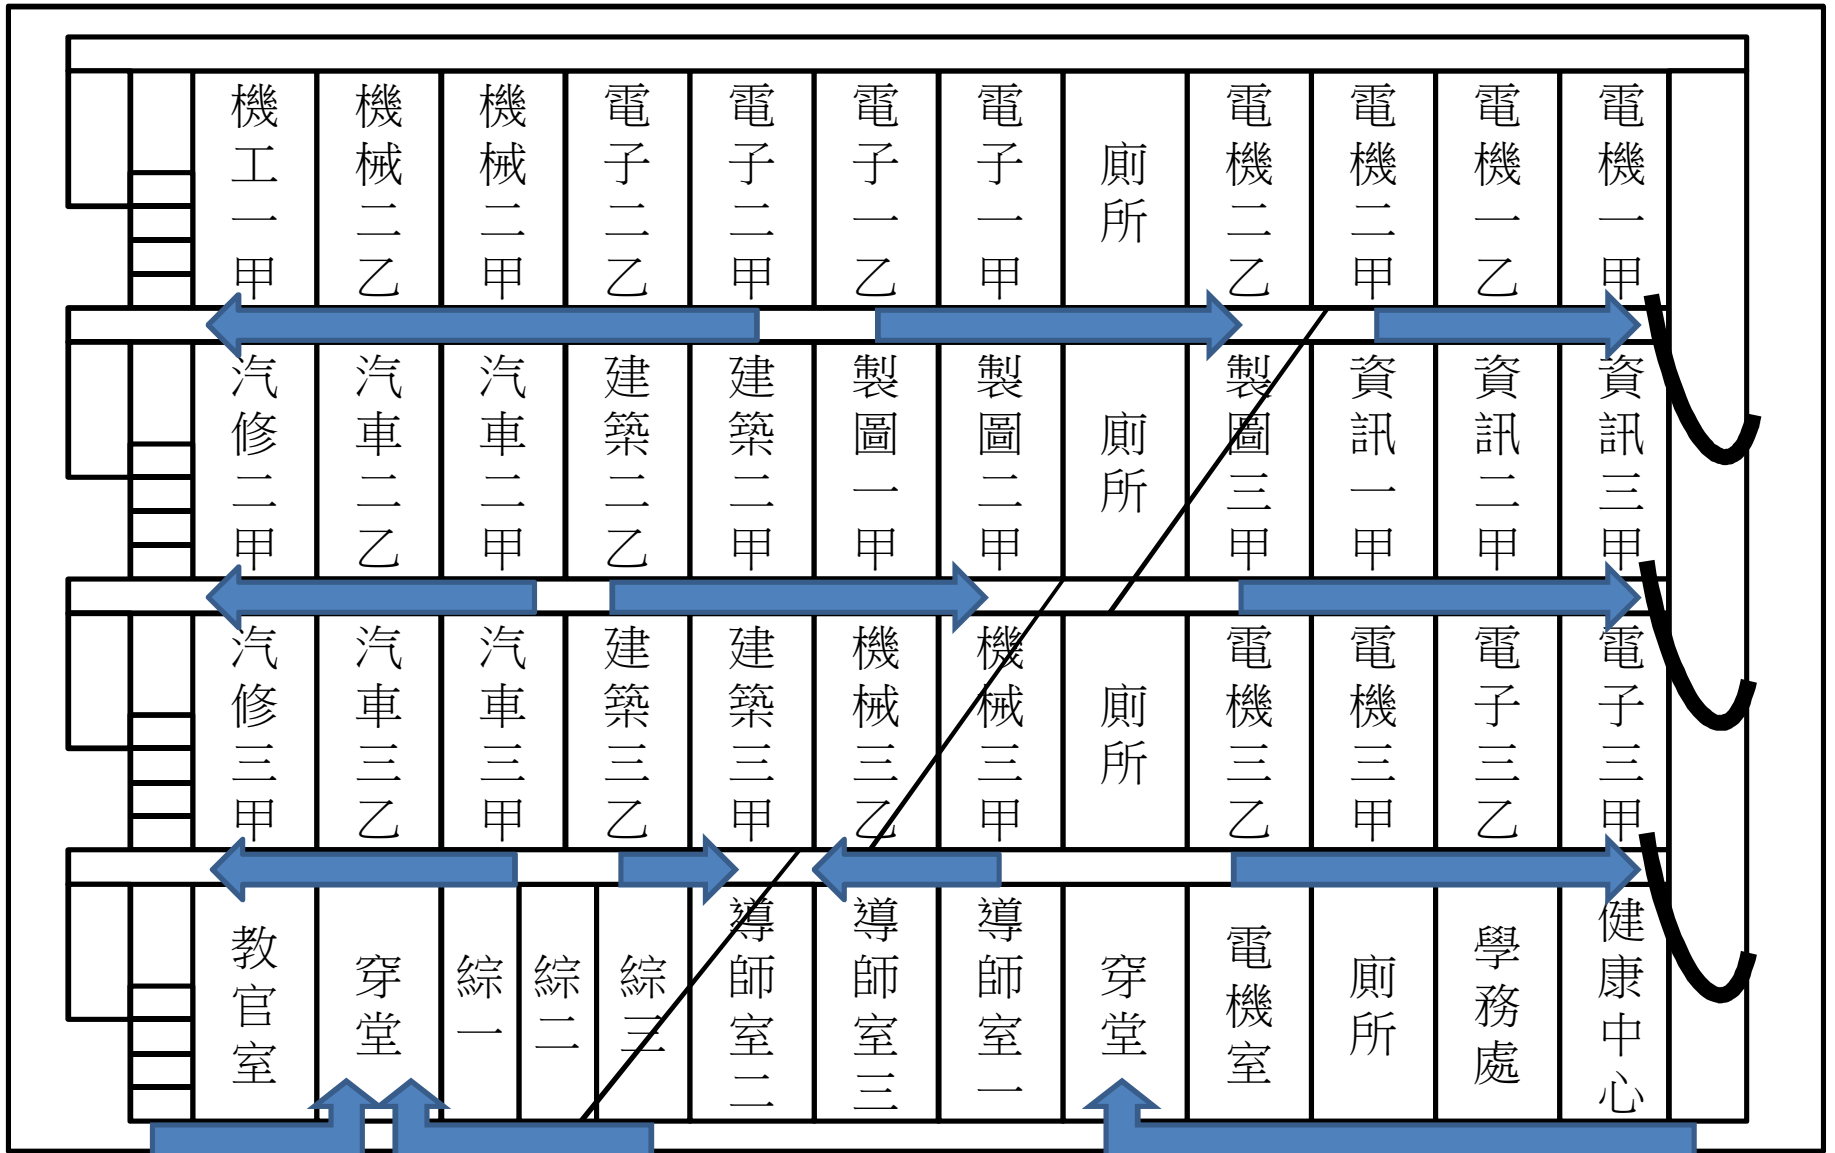 機工一甲
機械二乙
機械二甲
電子二乙
電子二甲
電子一乙
電子一甲
廁所
電機二乙
電機二甲
電機一乙
電機一甲
汽修二甲
汽車二乙
汽車二甲
建築二乙
建築二甲
製圖一甲
製圖二甲
廁所
製圖三甲
資訊一甲
資訊二甲
資訊三甲
汽修三甲
汽車三乙
汽車三甲
建築三乙
建築三甲
機械三乙
機械三甲
廁所
電機三乙
電機三甲
電子三乙
電子三甲
教官室
穿堂
綜一
綜二
綜三
導師室二
導師室三
導師室一
穿堂
電機室
廁所
學務處
健康中心